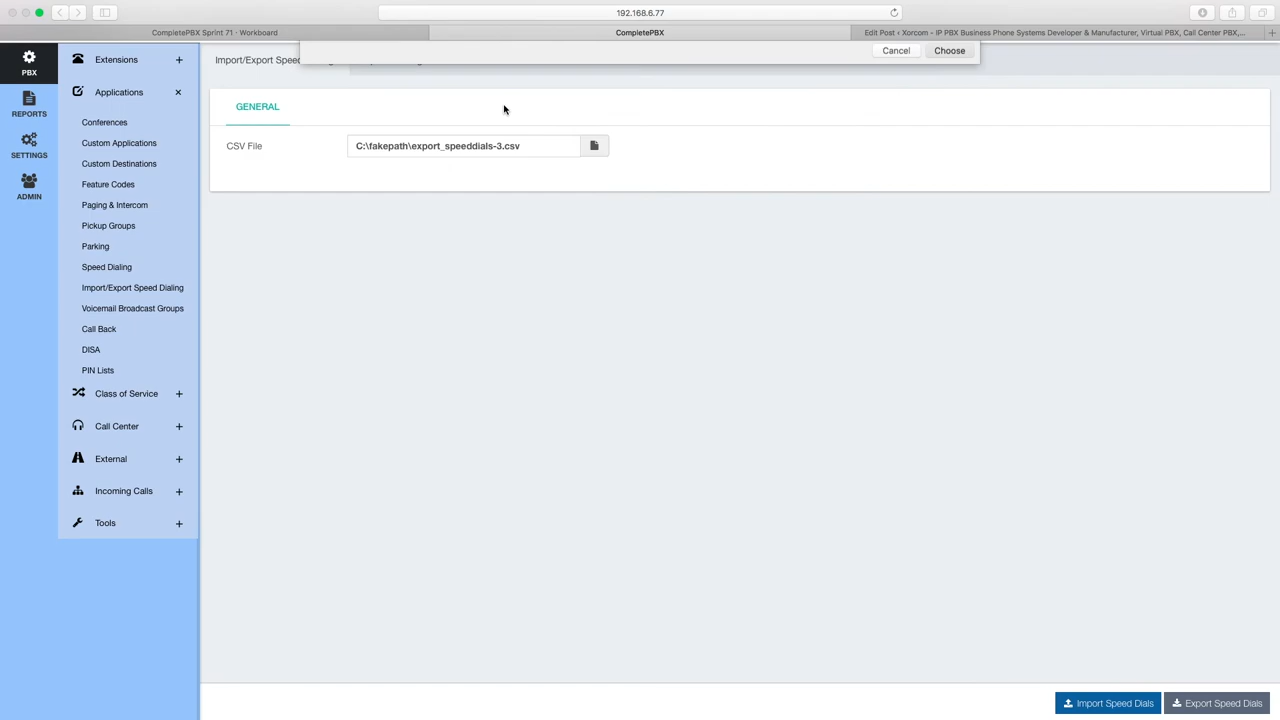 192.168.6.77
CompletePBX Sprint 71 - Workboard
CompletePBX
Edit Post ‹ Xorcom - IP PBX Business Phone Systems Developer & Manufacturer, Virtual PBX, Call Center PBX,...
Cancel
Choose
PBX
REPORTS
SETTINGS
ADMIN
Extensions
Applications
Conferences
Custom Applications
Custom Destinations
Feature Codes
Paging & Intercom
Pickup Groups
Parking
Speed Dialing
Import/Export Speed Dialing
Voicemail Broadcast Groups
Call Back
DISA
PIN Lists
Class of Service
Call Center
External
Incoming Calls
Tools
Import/Export Speed
GENERAL
CSV File
C:\fakepath\export_speeddials-3.csv
Import Speed Dials
Export Speed Dials